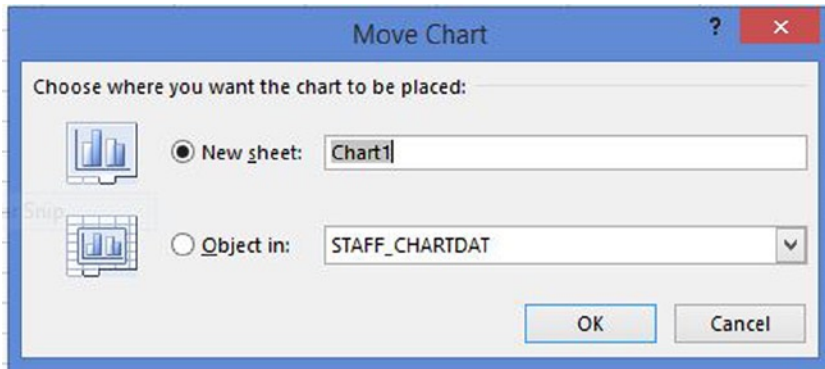 Move Chart
?
Choose where you want the chart to be placed:
New sheet: Chart1
Object in: STAFF_CHARTDAT
OK Cancel
Snip